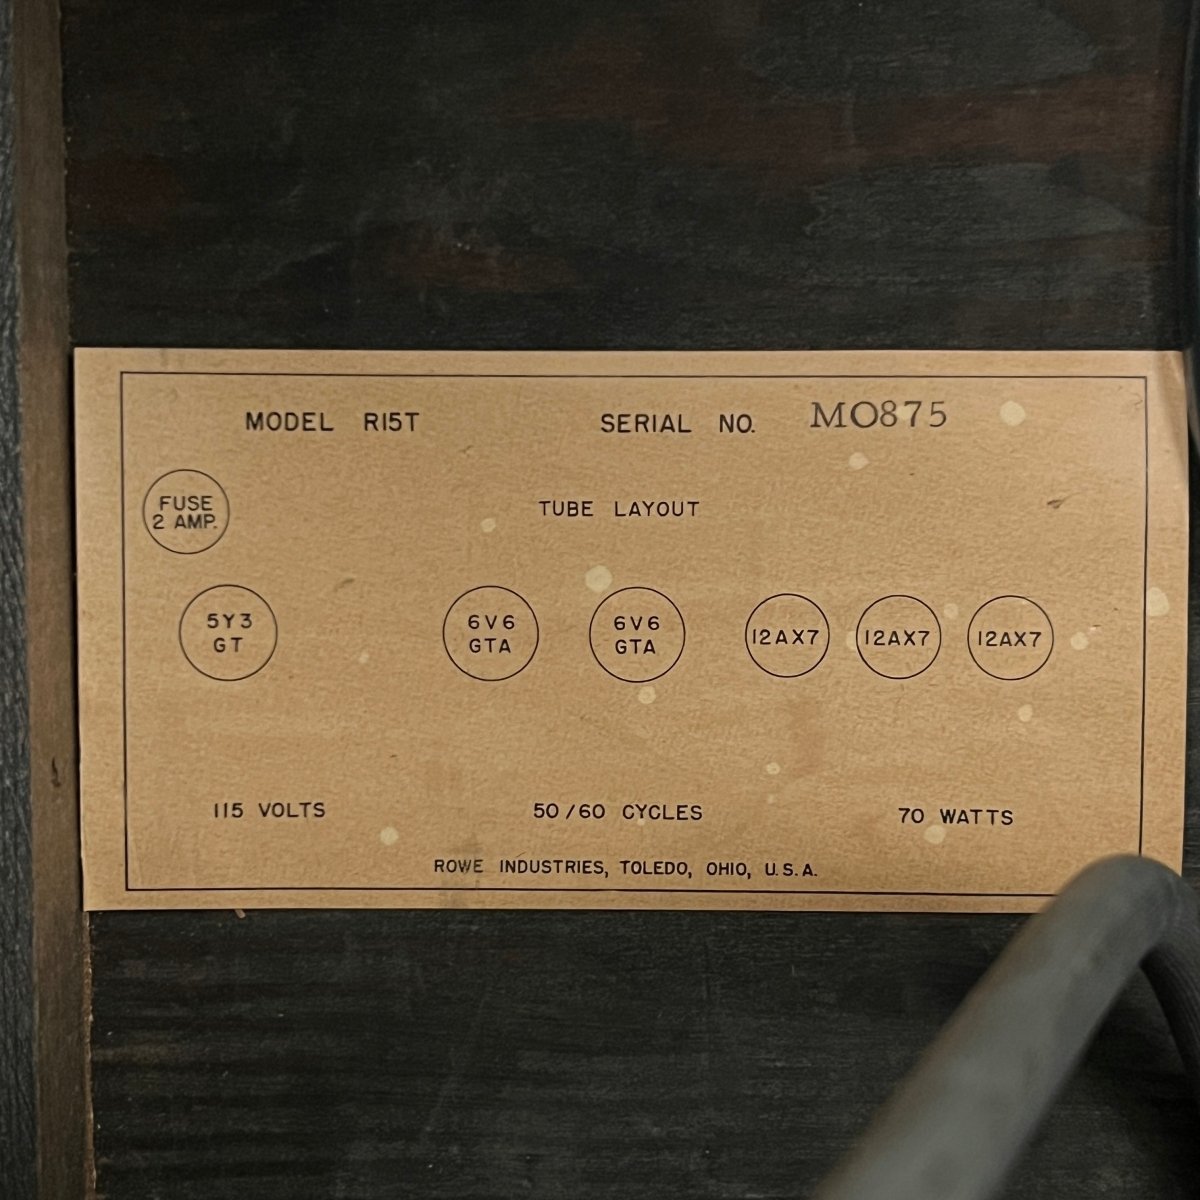 MODEL R15T SERIAL NO. MO875
FUSE
2 AMP.
TUBE LAYOUT
5Y3
GT
6V6
GTA
6V6
GTA
12AX7
12AX7
12AX7
115 VOLTS 50/60 CYCLES 70 WATTS
ROWE INDUSTRIES, TOLEDO, OHIO, U.S.A.